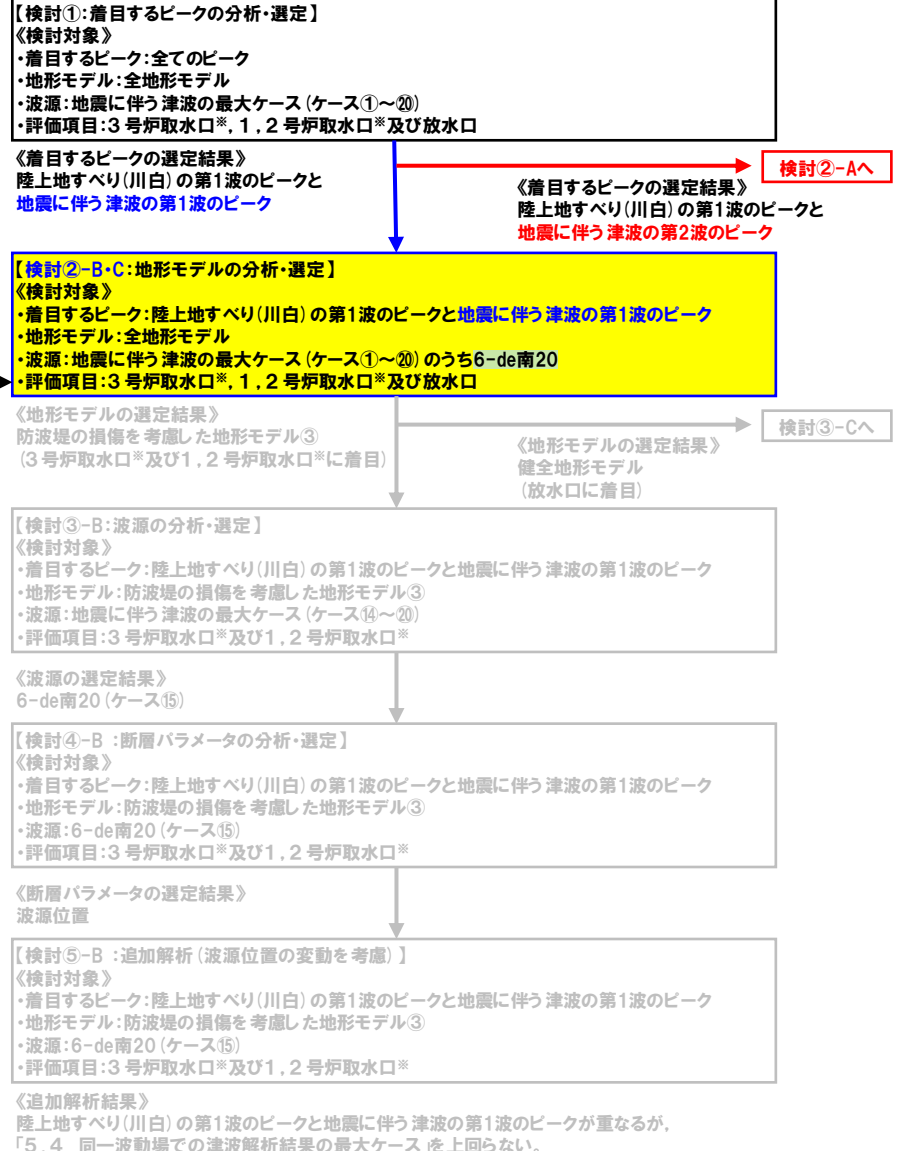 【検討①:着目するピークの分析・選定】
《検討対象》
・着目するピーク:全てのピーク
・地形モデル:全地形モデル
・波源:地震に伴う津波の最大ケース(ケース①~⑳)
・評価項目:3号炉取水口※,1,2号炉取水口※及び放水口
《着目するピークの選定結果》
陸上地すべり(川白)の第1波のピークと
地震に伴う津波の第1波のピーク
検討②-Aへ
《着目するピークの選定結果》
陸上地すべり(川白)の第1波のピークと
地震に伴う津波の第2波のピーク
【検討②-B・C:地形モデルの分析・選定】
《検討対象》
・着目するピーク:陸上地すべり(川白)の第1波のピークと地震に伴う津波の第1波のピーク
・地形モデル:全地形モデル
・波源:地震に伴う津波の最大ケース(ケース①~⑳)のうち6-de南20
・評価項目:3号炉取水口※,1,2号炉取水口※及び放水口
《地形モデルの選定結果》
防波堤の損傷を考慮した地形モデル③
(3号炉取水口※及び1,2号炉取水口※に着目)
検討③-Cへ
《地形モデルの選定結果》
健全地形モデル
(放水口に着目)
【検討③-B:波源の分析・選定】
《検討対象》
・着目するピーク:陸上地すべり(川白)の第1波のピークと地震に伴う津波の第1波のピーク
・地形モデル:防波堤の損傷を考慮した地形モデル③
・波源:地震に伴う津波の最大ケース(ケース⑭~⑳)
・評価項目:3号炉取水口※及び1,2号炉取水口※
《波源の選定結果》
6-de南20(ケース⑮)
【検討④-B :断層パラメータの分析・選定】
《検討対象》
・着目するピーク:陸上地すべり(川白)の第1波のピークと地震に伴う津波の第1波のピーク
・地形モデル:防波堤の損傷を考慮した地形モデル③
・波源:6-de南20(ケース⑮)
・評価項目:3号炉取水口※及び1,2号炉取水口※
《断層パラメータの選定結果》
波源位置
【検討⑤-B :追加解析(波源位置の変動を考慮)】
《検討対象》
・着目するピーク:陸上地すべり(川白)の第1波のピークと地震に伴う津波の第1波のピーク
・地形モデル:防波堤の損傷を考慮した地形モデル③
・波源:6-de南20(ケース⑮)
・評価項目:3号炉取水口※及び1,2号炉取水口※
《追加解析結果》
陸上地すべり(川白)の第1波のピークと地震に伴う津波の第1波のピークが重なるが,
「5.4 同一波動場での津波解析結果の最大ケース」を上回らない。